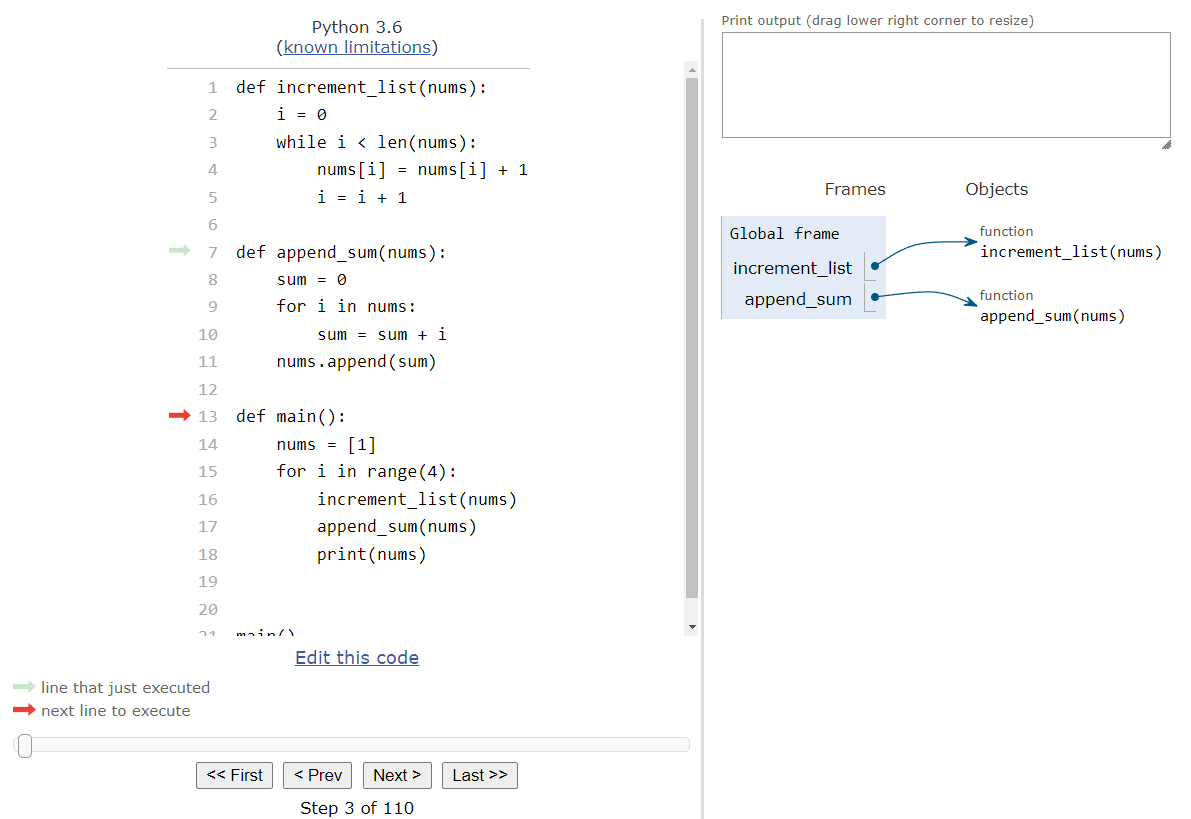 Python 3.6
(known limitations)
1 def increment_list(nums):
2     i = 0
3     while i < len(nums):
4         nums[i] = nums[i] + 1
5         i = i + 1
6
7 def append_sum(nums):
8     sum = 0
9     for i in nums:
10         sum = sum + i
11     nums.append(sum)
12
13 def main():
14     nums = [1]
15     for i in range(4):
16         increment_list(nums)
17         append_sum(nums)
18         print(nums)
19
20
21 main()
Edit this code
line that just executed
next line to execute
<< First < Prev Next > Last >>
Step 3 of 110
Print output (drag lower right corner to resize)
Frames Objects
Global frame
increment_list
append_sum
function
increment_list(nums)
function
append_sum(nums)